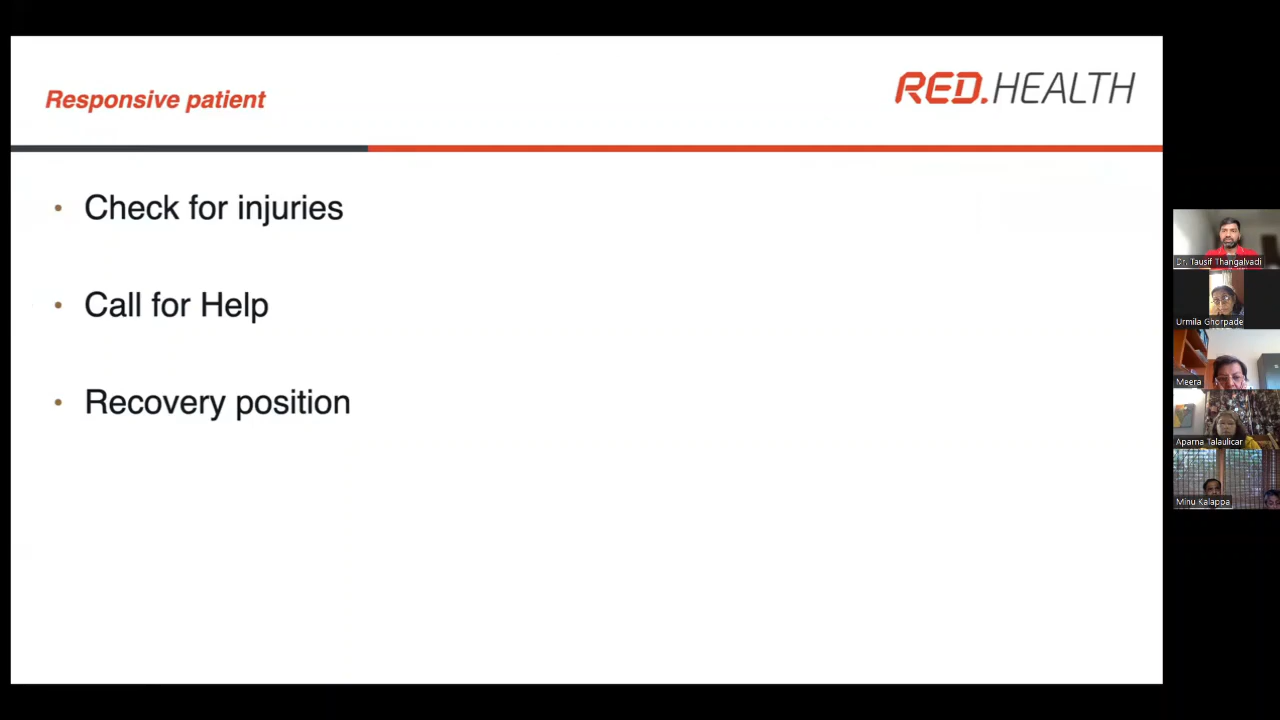 Responsive patient
RED.HEALTH
• Check for injuries
• Call for Help
• Recovery position
Dr. Tausif Thangalvadi
Urmila Ghorpade
Meera
Aparna Talaulicar
Minu Kalappa